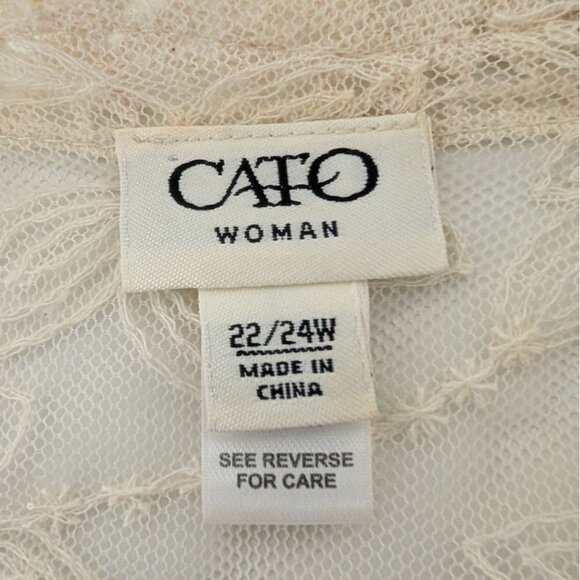 CATO
WOMAN
22/24W
MADE IN
CHINA
SEE REVERSE
FOR CARE